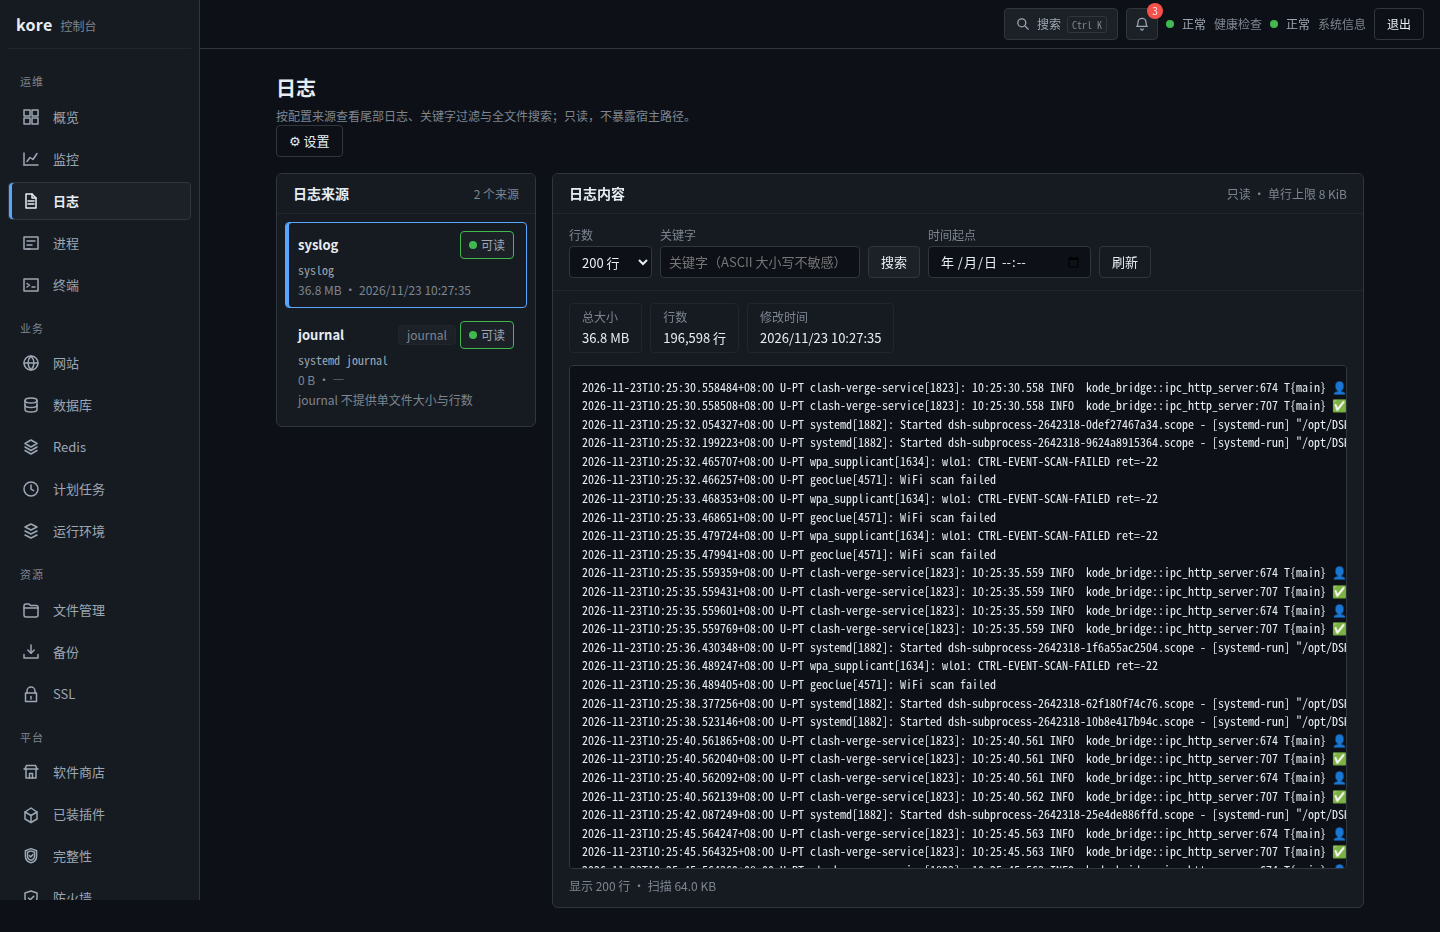 kore 控制台
搜索 Ctrl K
3
正常 健康检查
正常 系统信息
退出
运维
概览
监控
日志
进程
终端
业务
网站
数据库
Redis
计划任务
运行环境
资源
文件管理
备份
SSL
平台
软件商店
已装插件
完整性
防火墙
日志
按配置来源查看尾部日志、关键字过滤与全文件搜索；只读，不暴露宿主路径。
⚙ 设置
日志来源 2 个来源
syslog 可读
syslog
36.8 MB • 2026/11/23 10:27:35
journal journal 可读
systemd journal
0 B • —
journal 不提供单文件大小与行数
日志内容 只读 • 单行上限 8 KiB
行数 关键字 时间起点
200 行 关键字（ASCII 大小写不敏感） 搜索 年 /月/日 --:-- 刷新
总大小 行数 修改时间
36.8 MB 196,598 行 2026/11/23 10:27:35
2026-11-23T10:25:30.558484+08:00 U-PT clash-verge-service[1823]: 10:25:30.558 INFO  kode_bridge::ipc_http_server:674 T{main} 👤
2026-11-23T10:25:30.558508+08:00 U-PT clash-verge-service[1823]: 10:25:30.558 INFO  kode_bridge::ipc_http_server:707 T{main} ✅
2026-11-23T10:25:32.054327+08:00 U-PT systemd[1882]: Started dsh-subprocess-2642318-0def27467a34.scope - [systemd-run] "/opt/DSH
2026-11-23T10:25:32.199223+08:00 U-PT systemd[1882]: Started dsh-subprocess-2642318-9624a8915364.scope - [systemd-run] "/opt/DSH
2026-11-23T10:25:32.465707+08:00 U-PT wpa_supplicant[1634]: wlo1: CTRL-EVENT-SCAN-FAILED ret=-22
2026-11-23T10:25:32.466257+08:00 U-PT geoclue[4571]: WiFi scan failed
2026-11-23T10:25:33.468353+08:00 U-PT wpa_supplicant[1634]: wlo1: CTRL-EVENT-SCAN-FAILED ret=-22
2026-11-23T10:25:33.468651+08:00 U-PT geoclue[4571]: WiFi scan failed
2026-11-23T10:25:35.479724+08:00 U-PT wpa_supplicant[1634]: wlo1: CTRL-EVENT-SCAN-FAILED ret=-22
2026-11-23T10:25:35.479941+08:00 U-PT geoclue[4571]: WiFi scan failed
2026-11-23T10:25:35.559359+08:00 U-PT clash-verge-service[1823]: 10:25:35.559 INFO  kode_bridge::ipc_http_server:674 T{main} 👤
2026-11-23T10:25:35.559431+08:00 U-PT clash-verge-service[1823]: 10:25:35.559 INFO  kode_bridge::ipc_http_server:707 T{main} ✅
2026-11-23T10:25:35.559601+08:00 U-PT clash-verge-service[1823]: 10:25:35.559 INFO  kode_bridge::ipc_http_server:674 T{main} 👤
2026-11-23T10:25:35.559769+08:00 U-PT clash-verge-service[1823]: 10:25:35.559 INFO  kode_bridge::ipc_http_server:707 T{main} ✅
2026-11-23T10:25:36.430348+08:00 U-PT systemd[1882]: Started dsh-subprocess-2642318-1f6a55ac2504.scope - [systemd-run] "/opt/DSH
2026-11-23T10:25:36.489247+08:00 U-PT wpa_supplicant[1634]: wlo1: CTRL-EVENT-SCAN-FAILED ret=-22
2026-11-23T10:25:36.489405+08:00 U-PT geoclue[4571]: WiFi scan failed
2026-11-23T10:25:38.377256+08:00 U-PT systemd[1882]: Started dsh-subprocess-2642318-62f180f74c76.scope - [systemd-run] "/opt/DSH
2026-11-23T10:25:38.523146+08:00 U-PT systemd[1882]: Started dsh-subprocess-2642318-10b8e417b94c.scope - [systemd-run] "/opt/DSH
2026-11-23T10:25:40.561865+08:00 U-PT clash-verge-service[1823]: 10:25:40.561 INFO  kode_bridge::ipc_http_server:674 T{main} 👤
2026-11-23T10:25:40.562040+08:00 U-PT clash-verge-service[1823]: 10:25:40.561 INFO  kode_bridge::ipc_http_server:707 T{main} ✅
2026-11-23T10:25:40.562092+08:00 U-PT clash-verge-service[1823]: 10:25:40.561 INFO  kode_bridge::ipc_http_server:674 T{main} 👤
2026-11-23T10:25:40.562139+08:00 U-PT clash-verge-service[1823]: 10:25:40.562 INFO  kode_bridge::ipc_http_server:707 T{main} ✅
2026-11-23T10:25:42.087249+08:00 U-PT systemd[1882]: Started dsh-subprocess-2642318-25e4de886ffd.scope - [systemd-run] "/opt/DSH
2026-11-23T10:25:45.564247+08:00 U-PT clash-verge-service[1823]: 10:25:45.563 INFO  kode_bridge::ipc_http_server:674 T{main} 👤
2026-11-23T10:25:45.564325+08:00 U-PT clash-verge-service[1823]: 10:25:45.563 INFO  kode_bridge::ipc_http_server:707 T{main} ✅
显示 200 行 • 扫描 64.0 KB